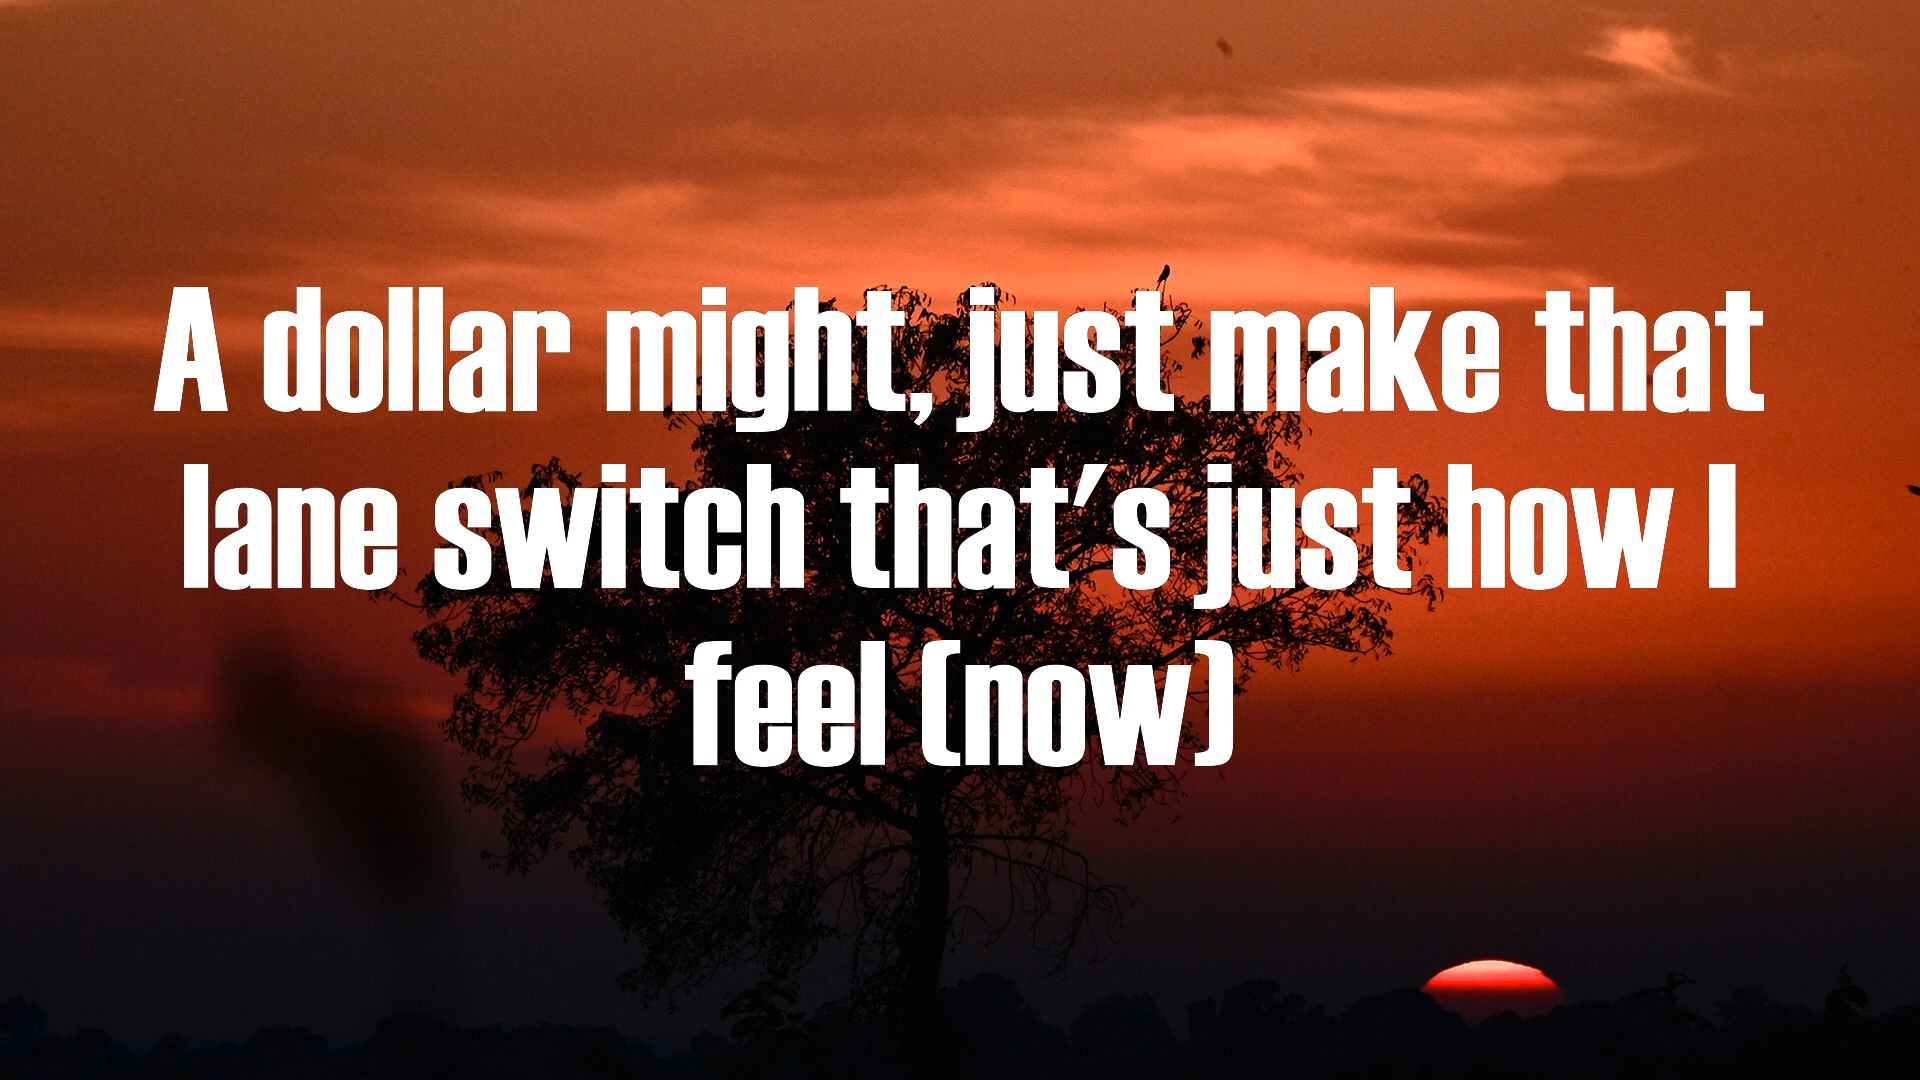 A dollar might, just make that
lane switch that's just how I
feel (now)